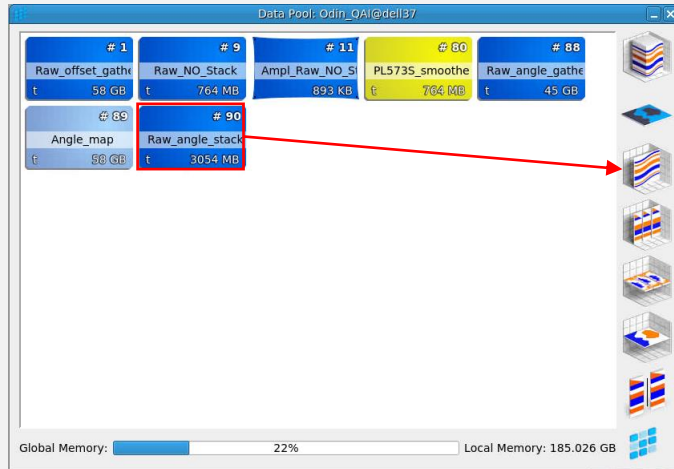 Data Pool: Odin_QAI@dell37
# 1
Raw_offset_gathe
t 58 GB
# 9
Raw_NO_Stack
t 764 MB
# 11
Ampl_Raw_NO_St
893 KB
# 80
PL573S_smoothe
t 764 MB
# 88
Raw_angle_gathe
t 45 GB
# 89
Angle_map
t 58 GB
# 90
Raw_angle_stack
t 3054 MB
Global Memory: 22% Local Memory: 185.026 GB